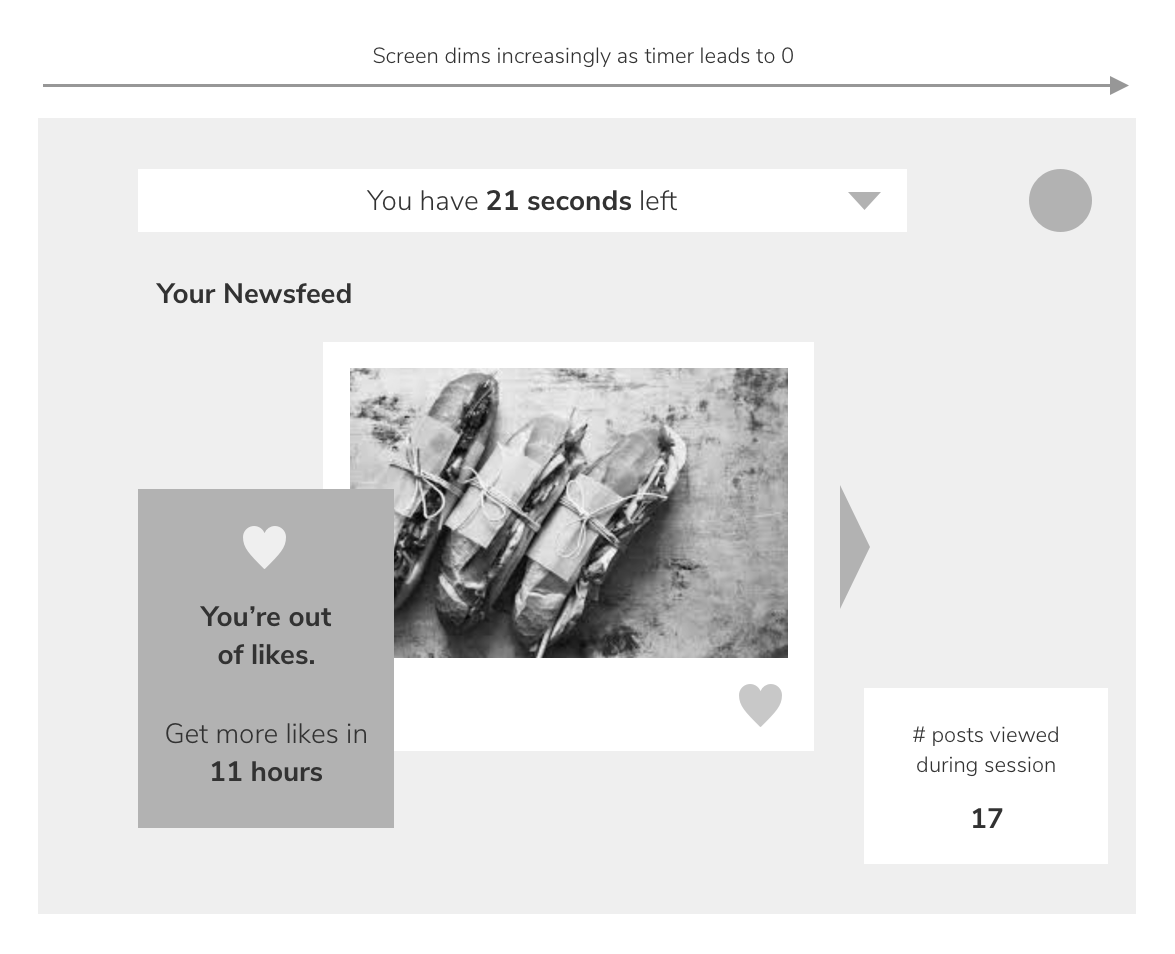 Screen dims increasingly as timer leads to 0
You have 21 seconds left
Your Newsfeed
You’re out
of likes.
Get more likes in
11 hours
# posts viewed
during session
17